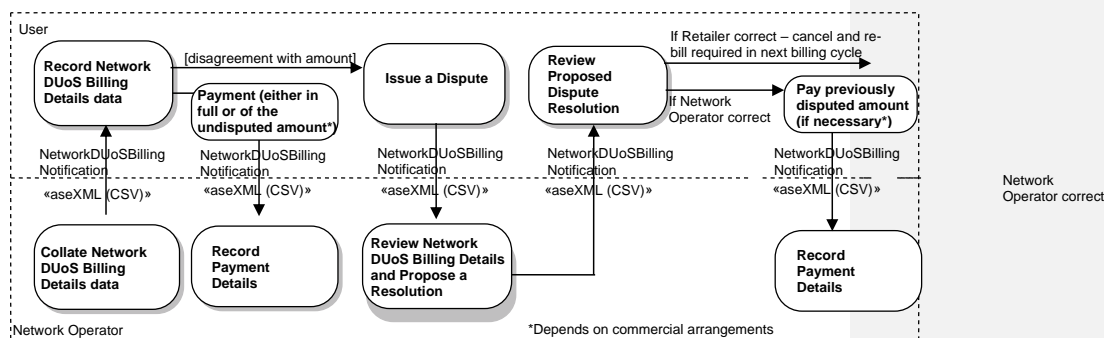 User
Record Network
DUoS Billing
Details data
[disagreement with amount]
Payment (either in
full or of the
undisputed amount*)
Issue a Dispute
Review
Proposed
Dispute
Resolution
If Retailer correct – cancel and re-
bill required in next billing cycle
If Network
Operator correct
Pay previously
disputed amount
(if necessary*)
NetworkDUoSBilling
Notification
«aseXML (CSV)»
NetworkDUoSBilling
Notification
«aseXML (CSV)»
NetworkDUoSBilling
Notification
«aseXML (CSV)»
NetworkDUoSBilling
Notification
«aseXML (CSV)»
NetworkDUoSBilling
Notification
«aseXML (CSV)»
Network
Operator correct
Collate Network
DUoS Billing
Details data
Record
Payment
Details
Review Network
DUoS Billing Details
and Propose a
Resolution
Record
Payment
Details
Network Operator
*Depends on commercial arrangements